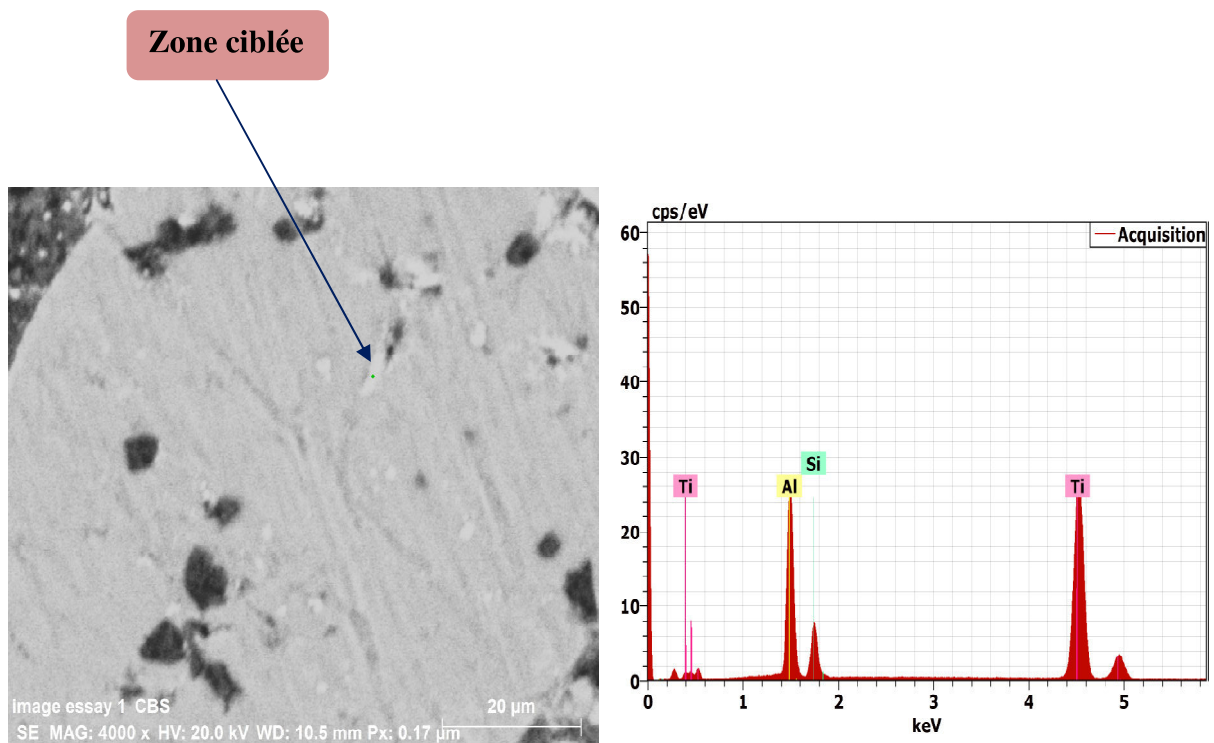 Zone ciblée
image essay 1 CBS
20 µm
SE MAG: 4000 x HV: 20.0 kV WD: 10.5 mm Px: 0.17 µm
cps/eV
Acquisition
60
50
40
30
20
10
0
Ti
Al
Si
Ti
0 1 2 3 4 5
keV